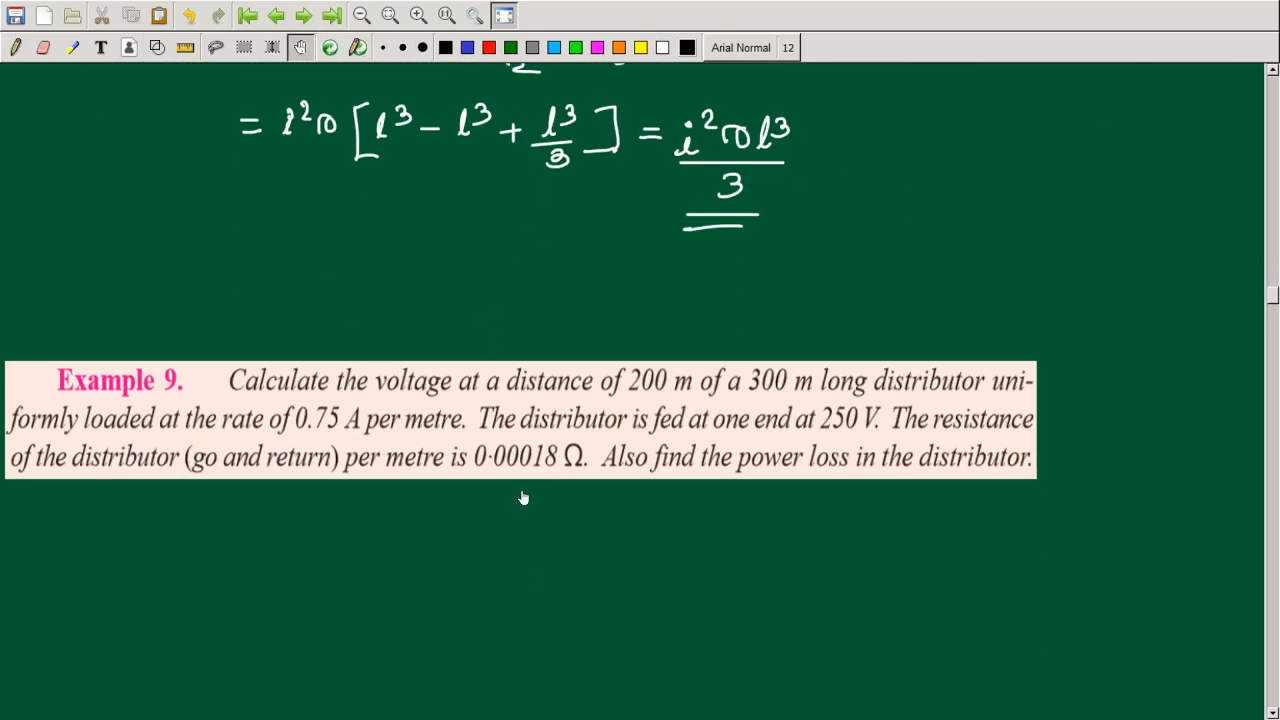 Arial Normal 12
= i²r [l³ - l³ + l³/3] = i²rl³/3
Example 9. Calculate the voltage at a distance of 200 m of a 300 m long distributor uni-
formly loaded at the rate of 0.75 A per metre. The distributor is fed at one end at 250 V. The resistance
of the distributor (go and return) per metre is 0·00018 Ω. Also find the power loss in the distributor.